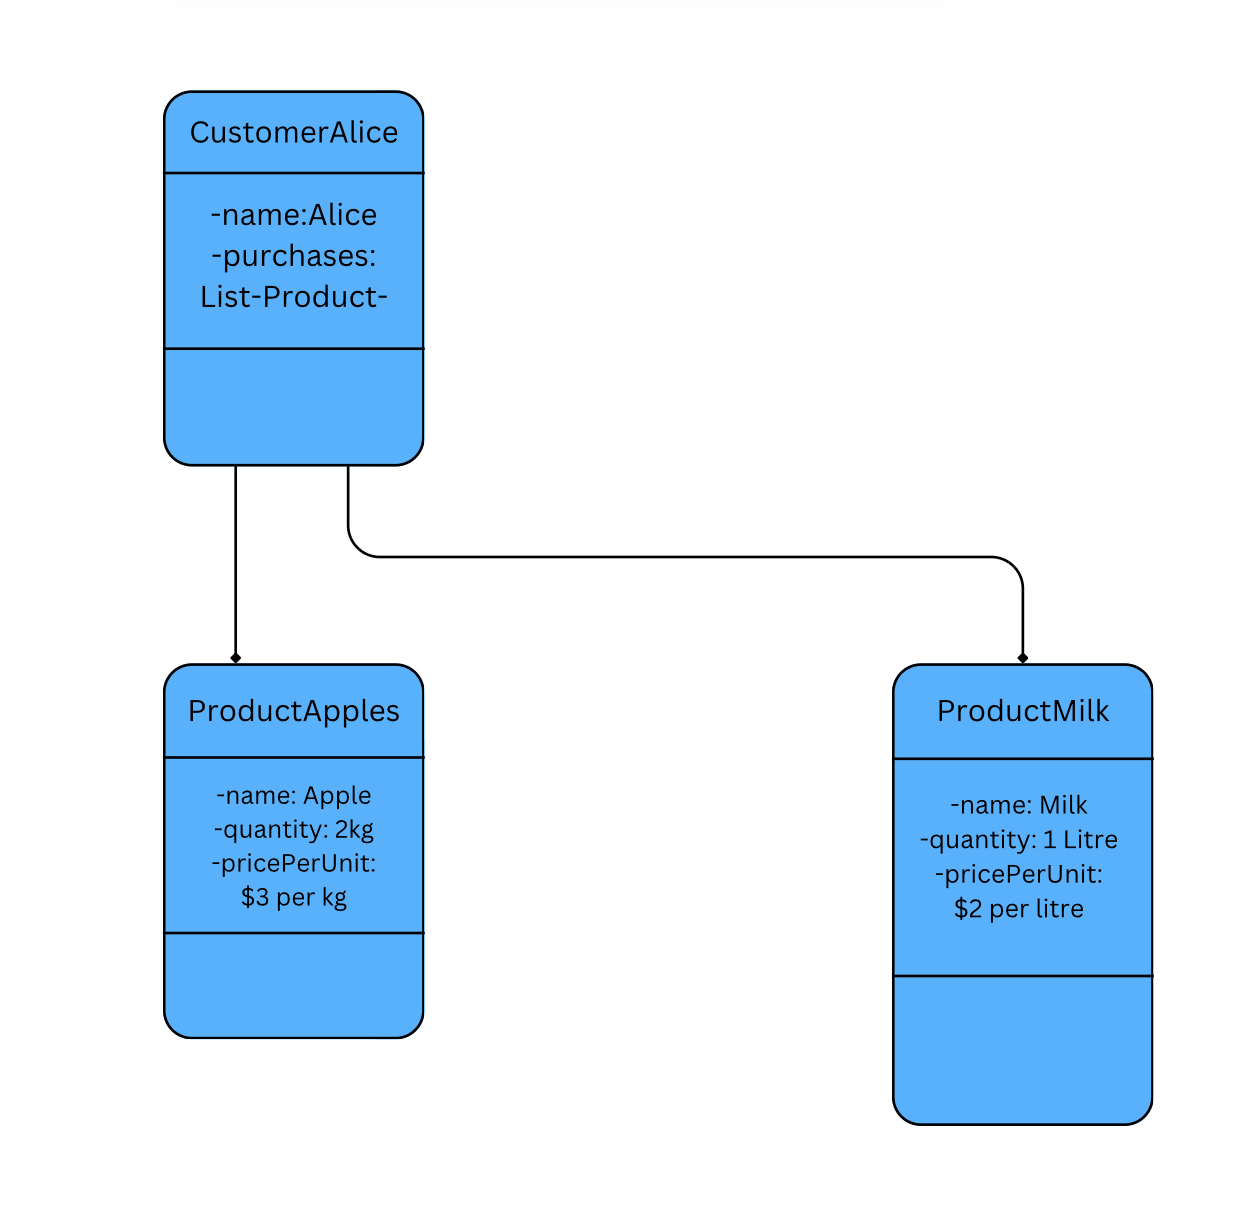 CustomerAlice
-name:Alice
-purchases:
List-Product-
ProductApples
-name: Apple
-quantity: 2kg
-pricePerUnit:
$3 per kg
ProductMilk
-name: Milk
-quantity: 1 Litre
-pricePerUnit:
$2 per litre